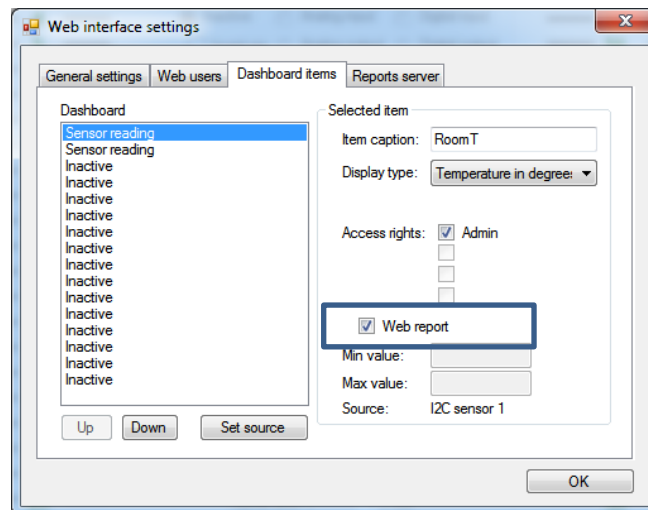 Web interface settings
General settings Web users Dashboard items Reports server
Dashboard
Sensor reading
Sensor reading
Inactive
Inactive
Inactive
Inactive
Inactive
Inactive
Inactive
Inactive
Inactive
Inactive
Inactive
Inactive
Inactive
Inactive
Up Down Set source
Selected item
Item caption: RoomT
Display type: Temperature in degree:
Access rights: Admin
Web report
Min value:
Max value:
Source: I2C sensor 1
OK